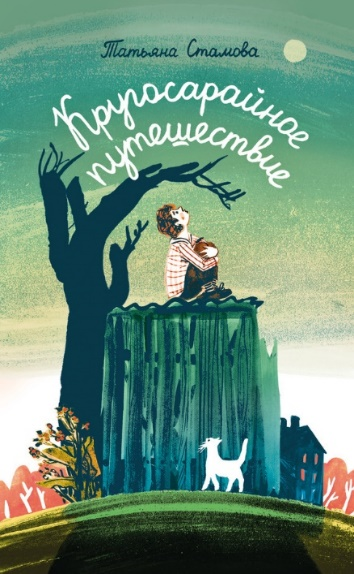 Татьяна Стамова
Кругосарайное
путешествие